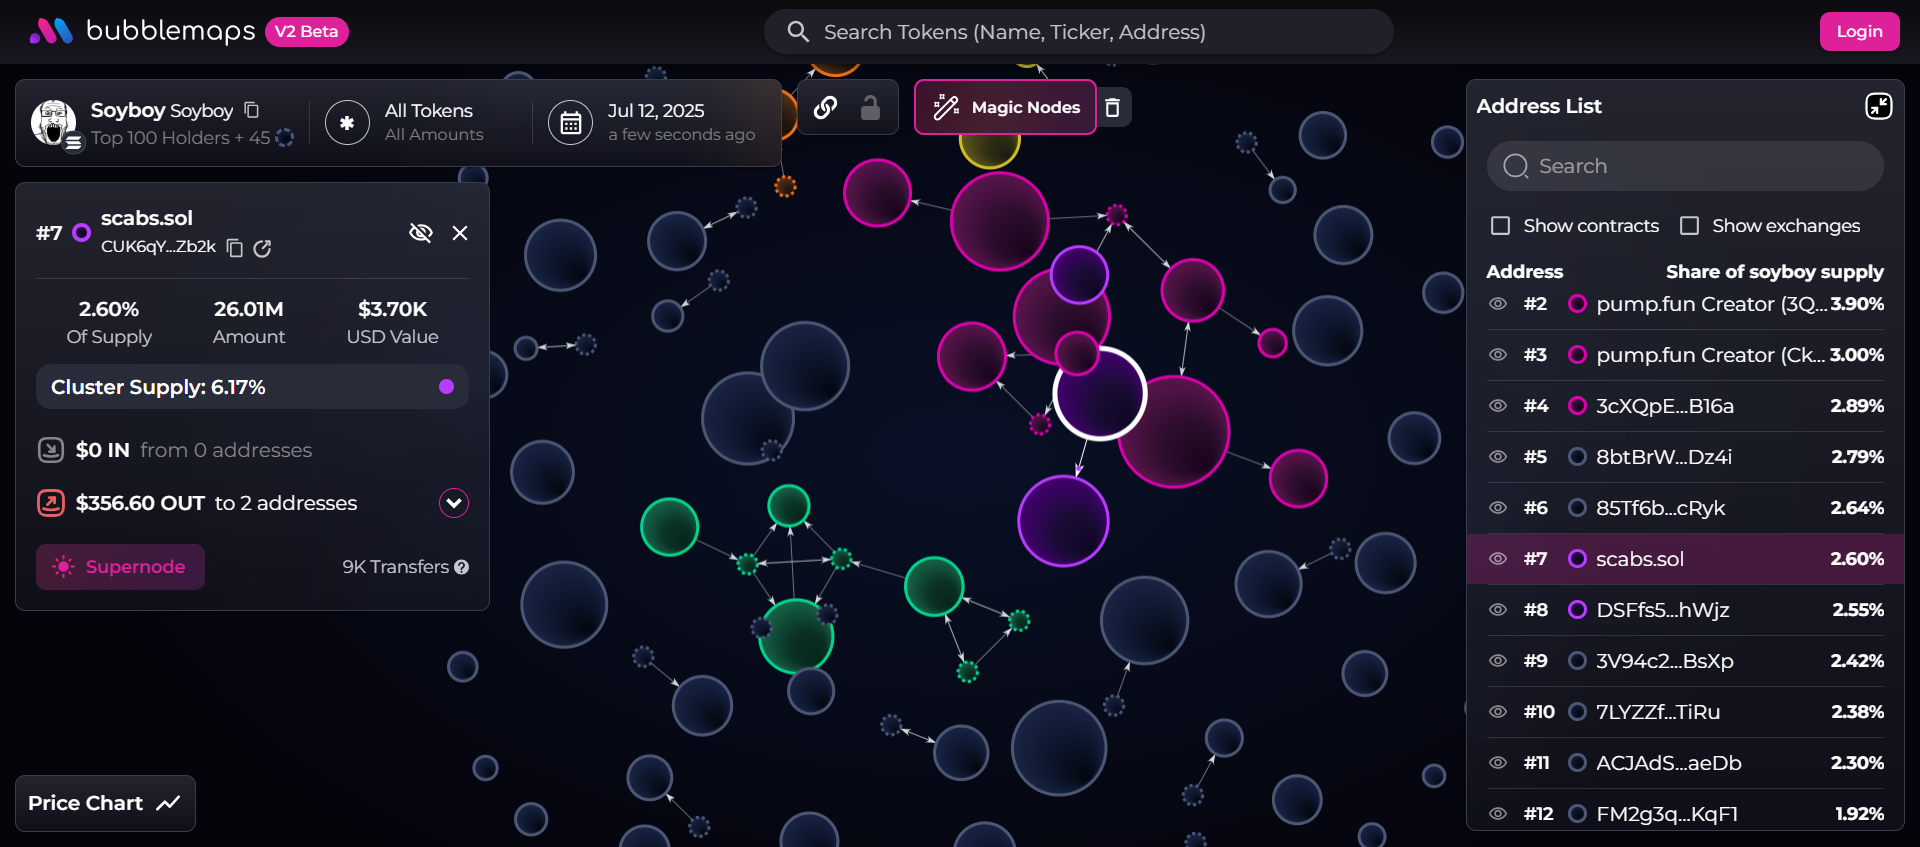 bubblemaps V2 Beta
Search Tokens (Name, Ticker, Address)
Login
Soyboy Soyboy
Top 100 Holders + 45
All Tokens
All Amounts
Jul 12, 2025
a few seconds ago
Magic Nodes
#7 scabs.sol
CUK6qY...Zb2k
2.60%
Of Supply
26.01M
Amount
$3.70K
USD Value
Cluster Supply: 6.17%
$0 IN from 0 addresses
$356.60 OUT to 2 addresses
Supernode
9K Transfers
Price Chart
Address List
Search
Show contracts
Show exchanges
Address Share of soyboy supply
#2 pump.fun Creator (3Q... 3.90%
#3 pump.fun Creator (Ck... 3.00%
#4 3cXQpE...B16a 2.89%
#5 8btBrW...Dz4i 2.79%
#6 85Tf6b...cRyk 2.64%
#7 scabs.sol 2.60%
#8 DSFfs5...hWjz 2.55%
#9 3V94c2...BsXp 2.42%
#10 7LYZZf...TiRu 2.38%
#11 ACJAdS...aeDb 2.30%
#12 FM2g3q...KqF1 1.92%